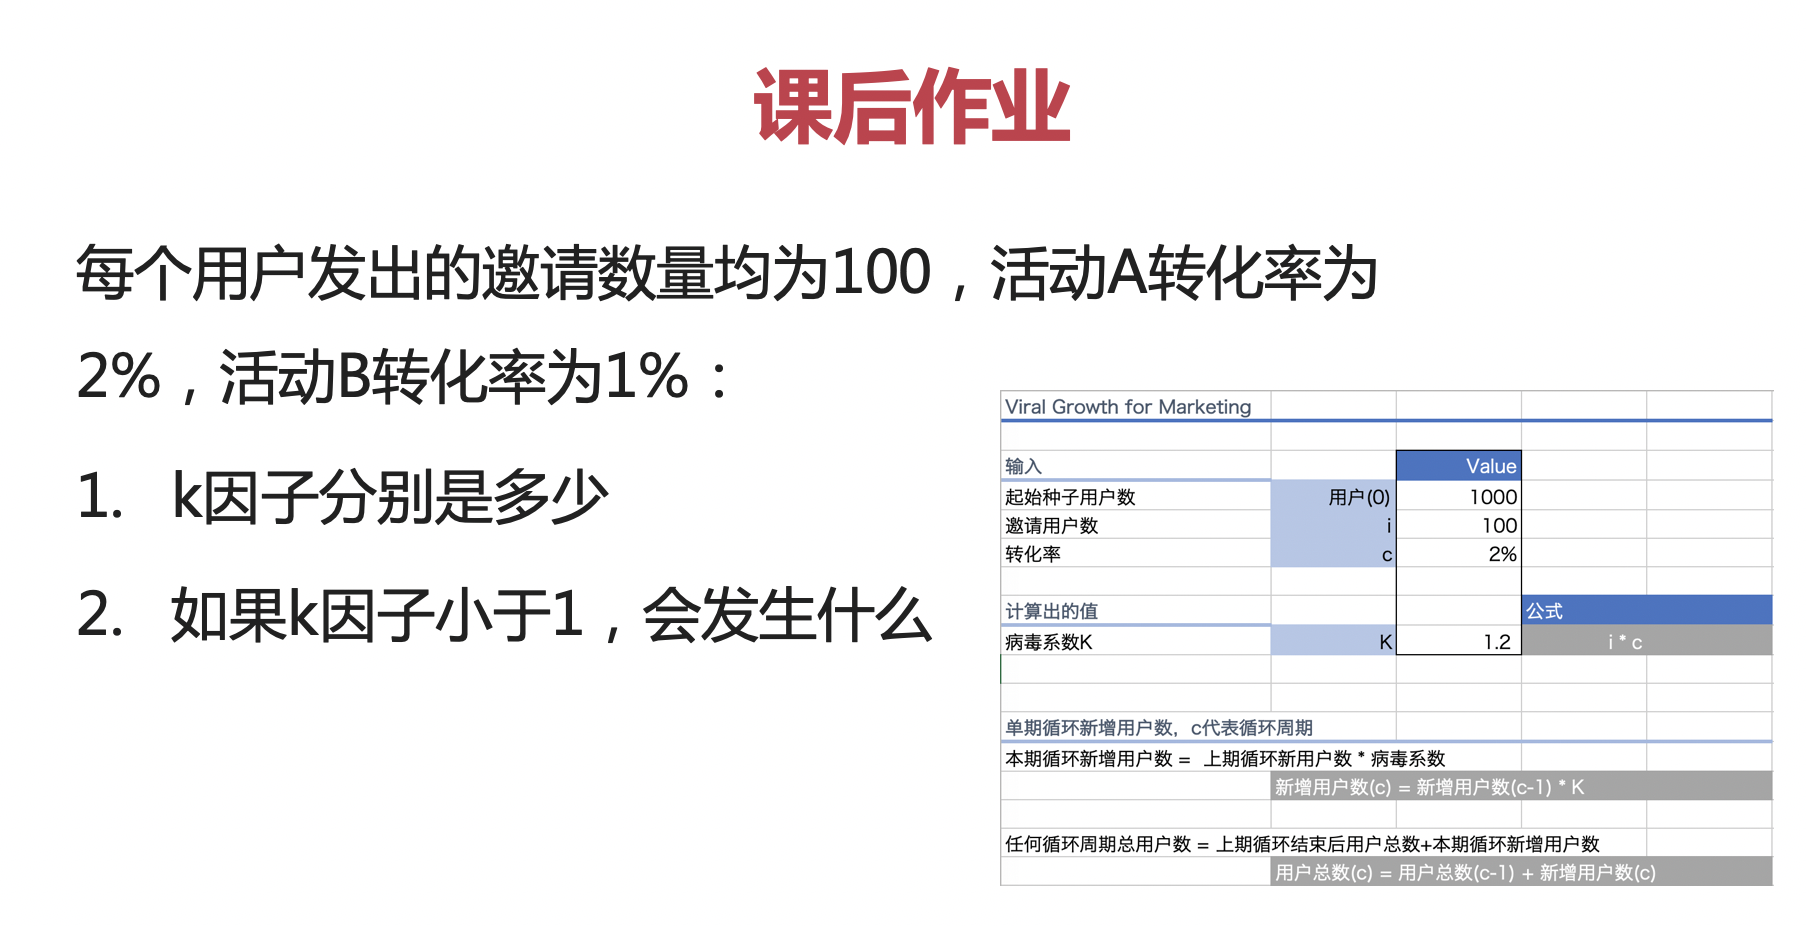 课后作业
每个用户发出的邀请数量均为100，活动A转化率为
2%，活动B转化率为1%：
1. k因子分别是多少
2. 如果k因子小于1，会发生什么
Viral Growth for Marketing
输入 Value
起始种子用户数 用户(0) 1000
邀请用户数 i 100
转化率 c 2%
计算出的值 公式
病毒系数K K 1.2 i * c
单期循环新增用户数，c代表循环周期
本期循环新增用户数 = 上期循环新用户数 * 病毒系数
新增用户数(c) = 新增用户数(c-1) * K
任何循环周期总用户数 = 上期循环结束后用户总数+本期循环新增用户数
用户总数(c) = 用户总数(c-1) + 新增用户数(c)